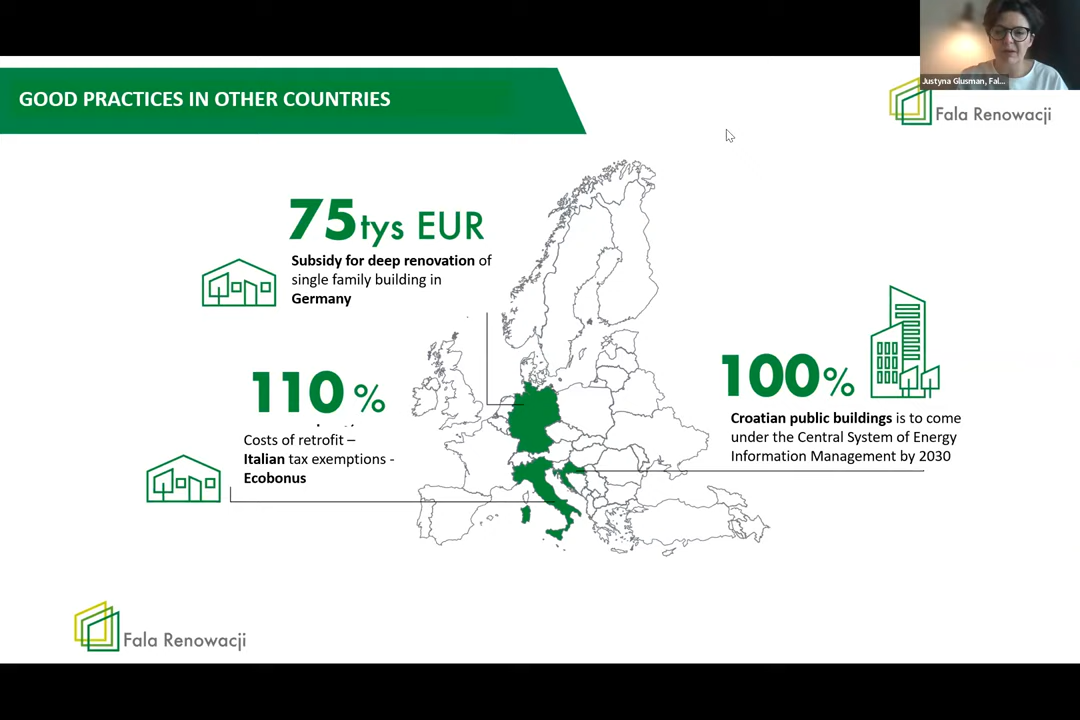 Justyna Glusman, Fal...
GOOD PRACTICES IN OTHER COUNTRIES
Fala Renowacji
75tys EUR
Subsidy for deep renovation of
single family building in
Germany
110 %
Costs of retrofit –
Italian tax exemptions -
Ecobonus
100%
Croatian public buildings is to come
under the Central System of Energy
Information Management by 2030
Fala Renowacji